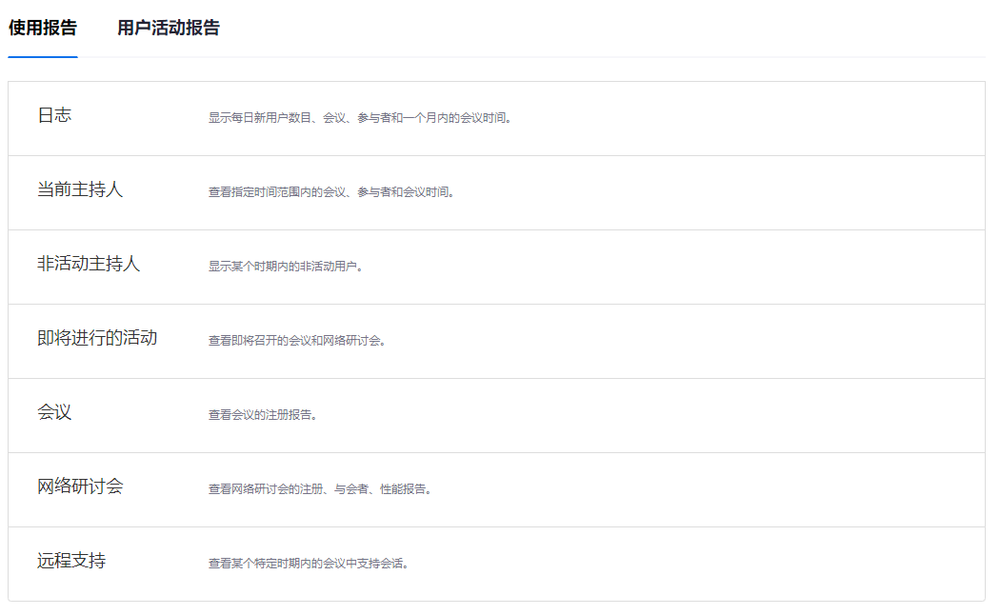 使用报告 用户活动报告
日志 显示每日新用户数目、会议、参与者和一个月内的会议时间。
当前主持人 查看指定时间范围内的会议、参与者和会议时间。
非活动主持人 显示某个时期内的非活动用户。
即将进行的活动 查看即将召开的会议和网络研讨会。
会议 查看会议的注册报告。
网络研讨会 查看网络研讨会的注册、与会者、性能报告。
远程支持 查看某个特定时期内的会议中支持会话。